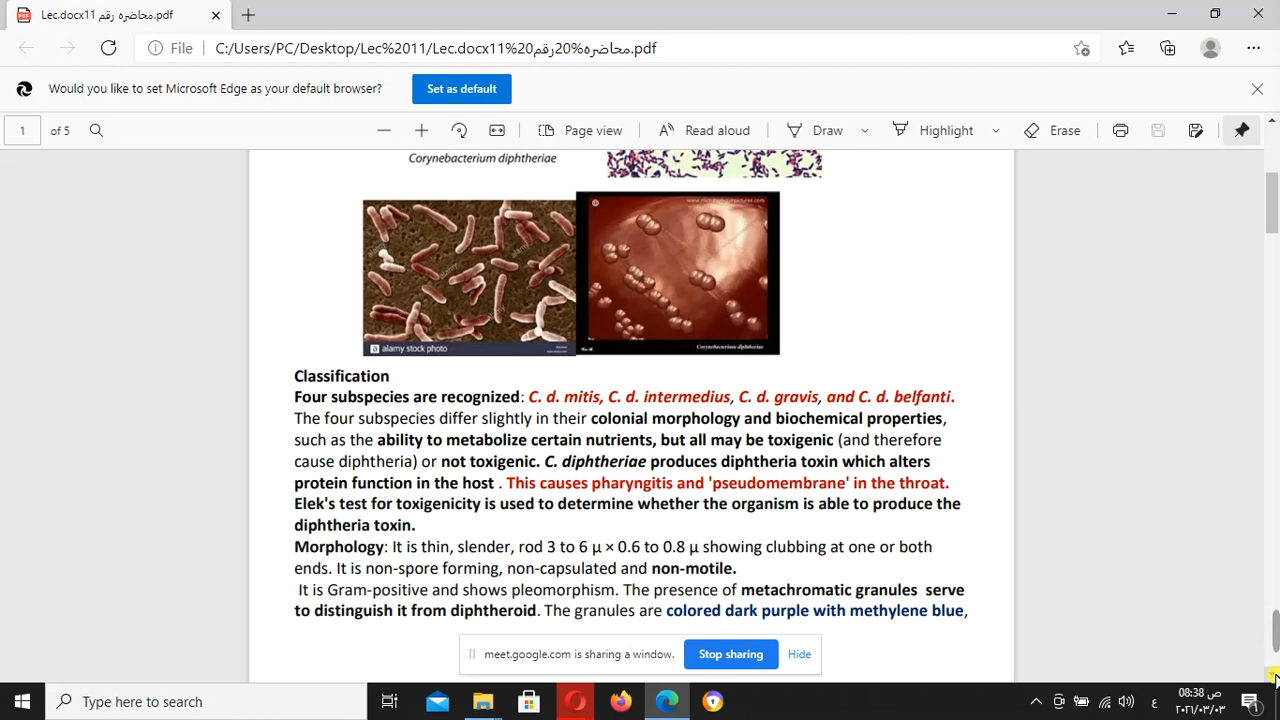 Lec.docx11 محاضره رقم.pdf
File
C:/Users/PC/Desktop/Lec%2011/Lec.docx11%20محاضره%20رقم.pdf
Would you like to set Microsoft Edge as your default browser?
Set as default
1 of 5
Page view
Read aloud
Draw
Highlight
Erase
Corynebacterium diphtheriae
alamy
a alamy stock photo
Corynebacterium diphtheriae
Classification
Four subspecies are recognized: C. d. mitis, C. d. intermedius, C. d. gravis, and C. d. belfanti.
The four subspecies differ slightly in their colonial morphology and biochemical properties,
such as the ability to metabolize certain nutrients, but all may be toxigenic (and therefore
cause diphtheria) or not toxigenic. C. diphtheriae produces diphtheria toxin which alters
protein function in the host . This causes pharyngitis and 'pseudomembrane' in the throat.
Elek's test for toxigenicity is used to determine whether the organism is able to produce the
diphtheria toxin.
Morphology: It is thin, slender, rod 3 to 6 μ × 0.6 to 0.8 μ showing clubbing at one or both
ends. It is non-spore forming, non-capsulated and non-motile.
It is Gram-positive and shows pleomorphism. The presence of metachromatic granules serve
to distinguish it from diphtheroid. The granules are colored dark purple with methylene blue,
meet.google.com is sharing a window.
Stop sharing
Hide
Type here to search
ع
ص 08:38
٢٠٢١/٠٣/٠٣
1